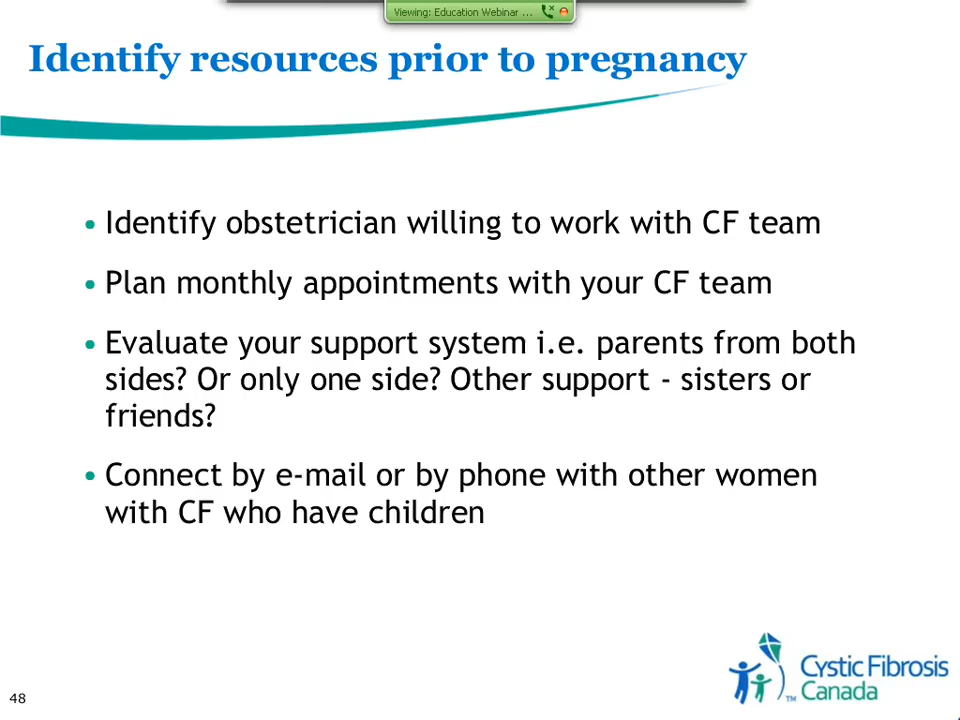 Viewing: Education Webinar ...
Identify resources prior to pregnancy
• Identify obstetrician willing to work with CF team
• Plan monthly appointments with your CF team
• Evaluate your support system i.e. parents from both
sides? Or only one side? Other support - sisters or
friends?
• Connect by e-mail or by phone with other women
with CF who have children
48
Cystic Fibrosis
™ Canada